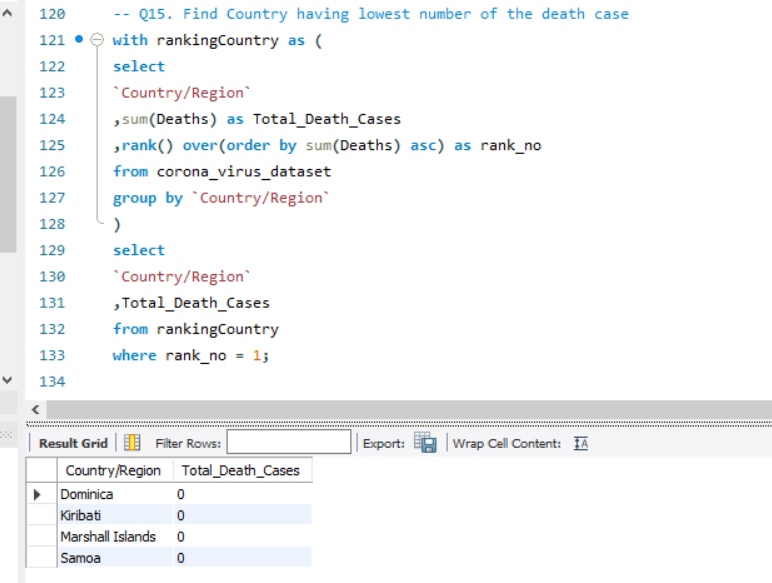 120 -- Q15. Find Country having lowest number of the death case
121 with rankingCountry as (
122 select
123 `Country/Region`
124 ,sum(Deaths) as Total_Death_Cases
125 ,rank() over(order by sum(Deaths) asc) as rank_no
126 from corona_virus_dataset
127 group by `Country/Region`
128 )
129 select
130 `Country/Region`
131 ,Total_Death_Cases
132 from rankingCountry
133 where rank_no = 1;
134
Result Grid Filter Rows: Export: Wrap Cell Content: IA
Country/Region Total_Death_Cases
Dominica 0
Kiribati 0
Marshall Islands 0
Samoa 0